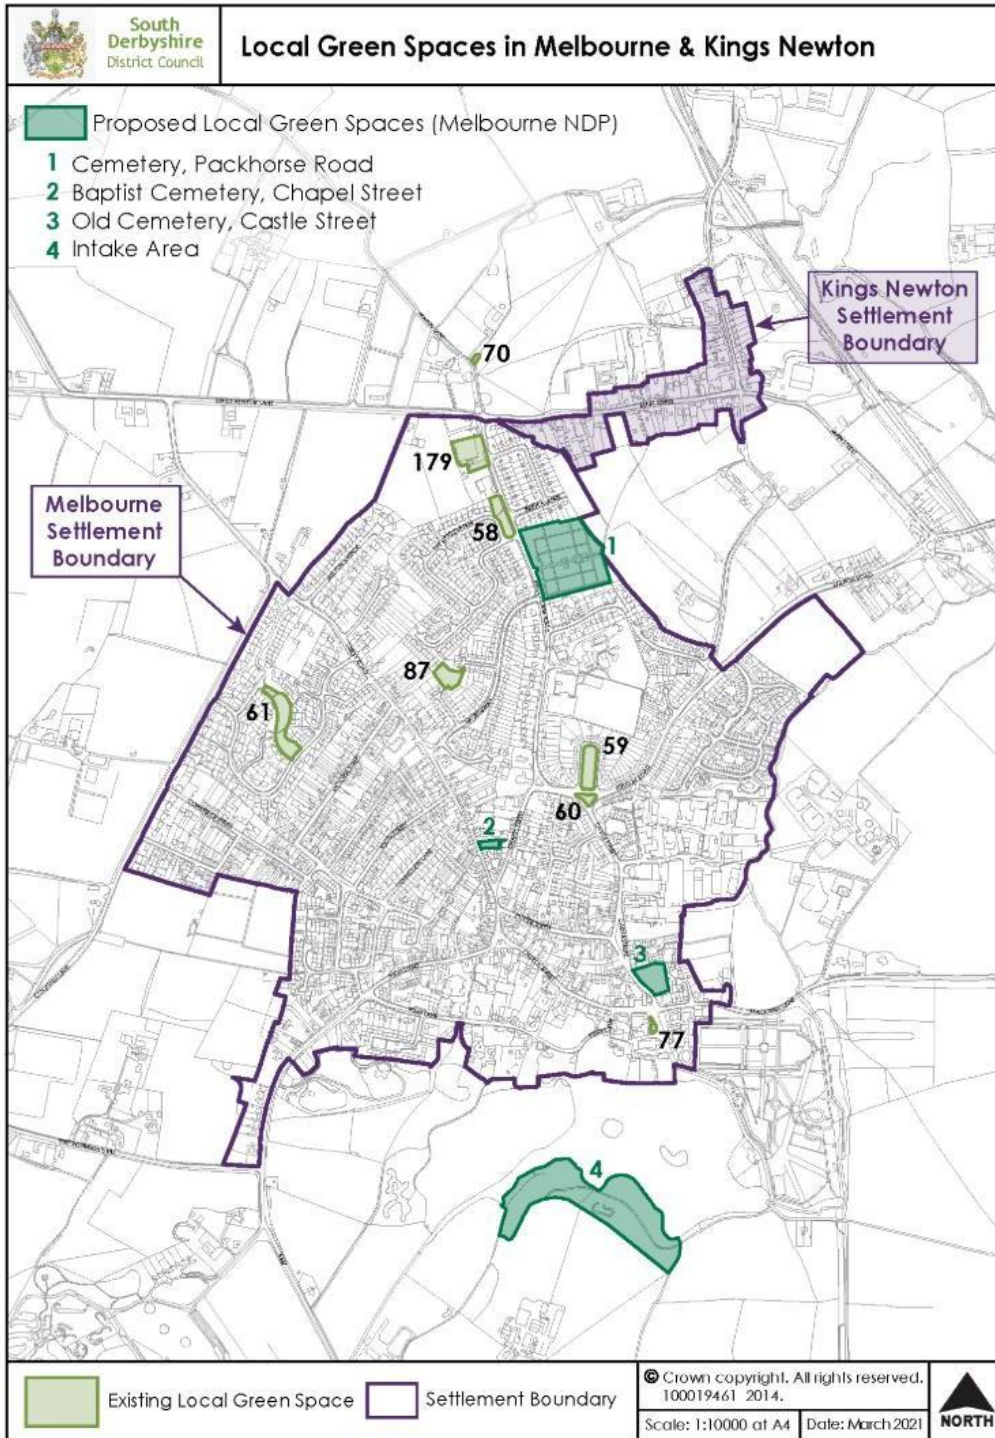 South
Derbyshire
District Council
Local Green Spaces in Melbourne & Kings Newton
Proposed Local Green Spaces (Melbourne NDP)
1 Cemetery, Packhorse Road
2 Baptist Cemetery, Chapel Street
3 Old Cemetery, Castle Street
4 Intake Area
Kings Newton
Settlement
Boundary
70
179
Melbourne
Settlement
Boundary
58
1
87
61
59
60
2
3
77
4
Existing Local Green Space
Settlement Boundary
© Crown copyright. All rights reserved.
100019461 2014.
Scale: 1:10000 at A4
Date: March 2021
NORTH